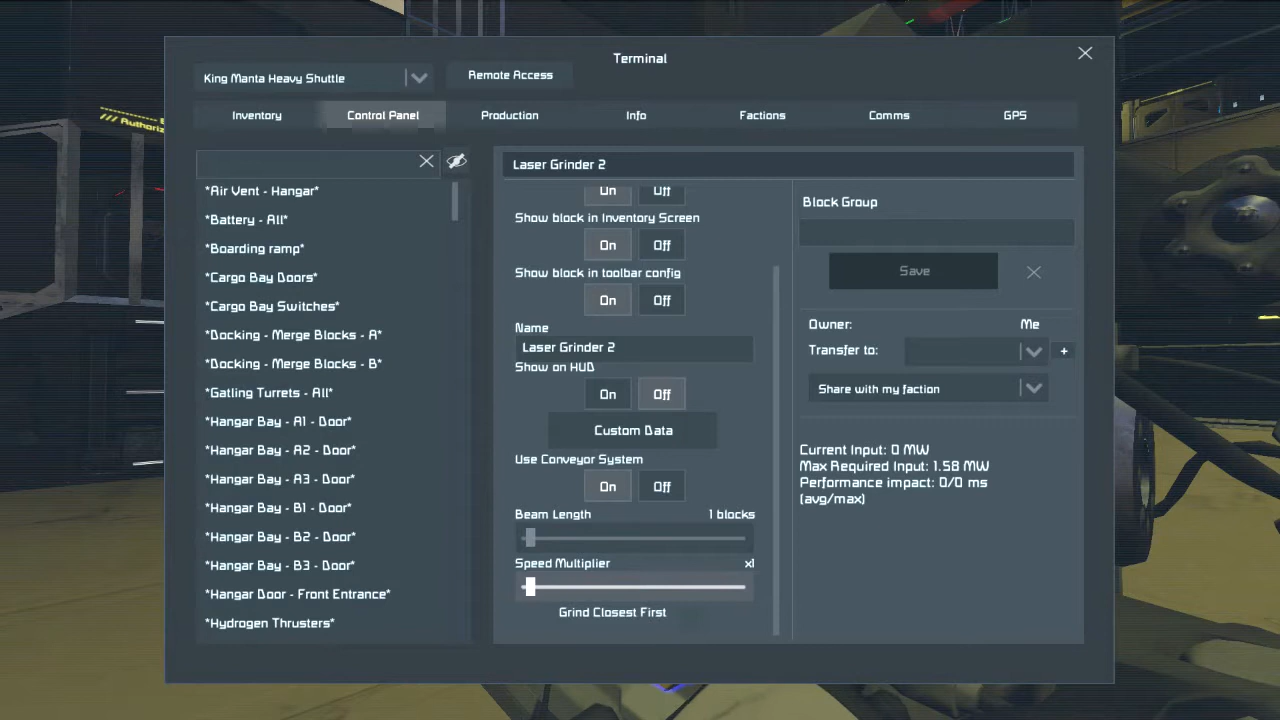 Terminal
King Manta Heavy Shuttle
Remote Access
Inventory
Control Panel
Production
Info
Factions
Comms
GPS
*Air Vent - Hangar*
*Battery - All*
*Boarding ramp*
*Cargo Bay Doors*
*Cargo Bay Switches*
*Docking - Merge Blocks - A*
*Docking - Merge Blocks - B*
*Gatling Turrets - All*
*Hangar Bay - A1 - Door*
*Hangar Bay - A2 - Door*
*Hangar Bay - A3 - Door*
*Hangar Bay - B1 - Door*
*Hangar Bay - B2 - Door*
*Hangar Bay - B3 - Door*
*Hangar Door - Front Entrance*
*Hydrogen Thrusters*
Laser Grinder 2
On Off
Show block in Inventory Screen
On Off
Show block in toolbar config
On Off
Name
Laser Grinder 2
Show on HUD
On Off
Custom Data
Use Conveyor System
On Off
Beam Length 1 blocks
Speed Multiplier x1
Grind Closest First
Block Group
Save
Owner: Me
Transfer to:
+
Share with my faction
Current Input: 0 MW
Max Required Input: 1.58 MW
Performance impact: 0/0 ms
(avg/max)